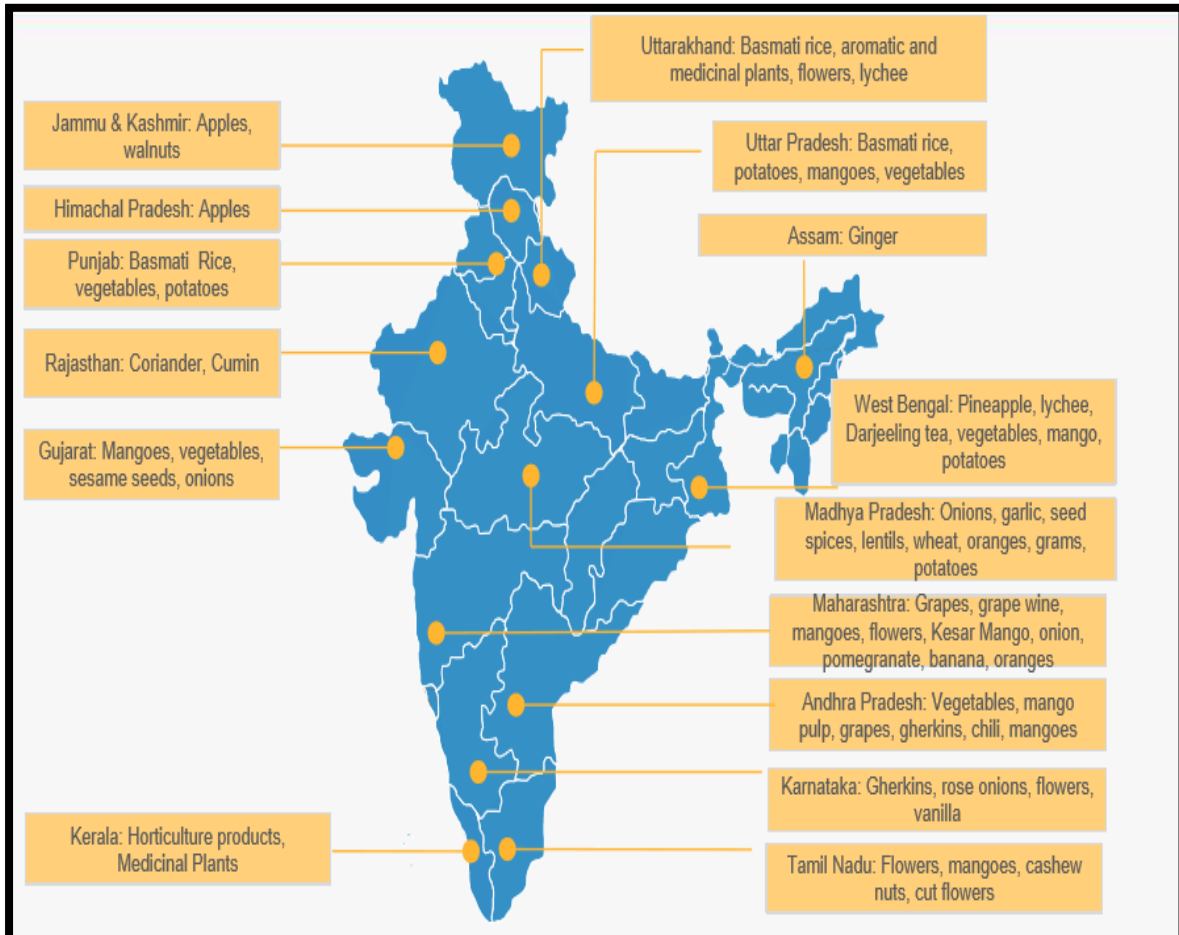 Uttarakhand: Basmati rice, aromatic and
medicinal plants, flowers, lychee
Jammu & Kashmir: Apples,
walnuts
Uttar Pradesh: Basmati rice,
potatoes, mangoes, vegetables
Himachal Pradesh: Apples
Assam: Ginger
Punjab: Basmati Rice,
vegetables, potatoes
Rajasthan: Coriander, Cumin
West Bengal: Pineapple, lychee,
Darjeeling tea, vegetables, mango,
potatoes
Gujarat: Mangoes, vegetables,
sesame seeds, onions
Madhya Pradesh: Onions, garlic, seed
spices, lentils, wheat, oranges, grams,
potatoes
Maharashtra: Grapes, grape wine,
mangoes, flowers, Kesar Mango, onion,
pomegranate, banana, oranges
Andhra Pradesh: Vegetables, mango
pulp, grapes, gherkins, chili, mangoes
Karnataka: Gherkins, rose onions, flowers,
vanilla
Kerala: Horticulture products,
Medicinal Plants
Tamil Nadu: Flowers, mangoes, cashew
nuts, cut flowers